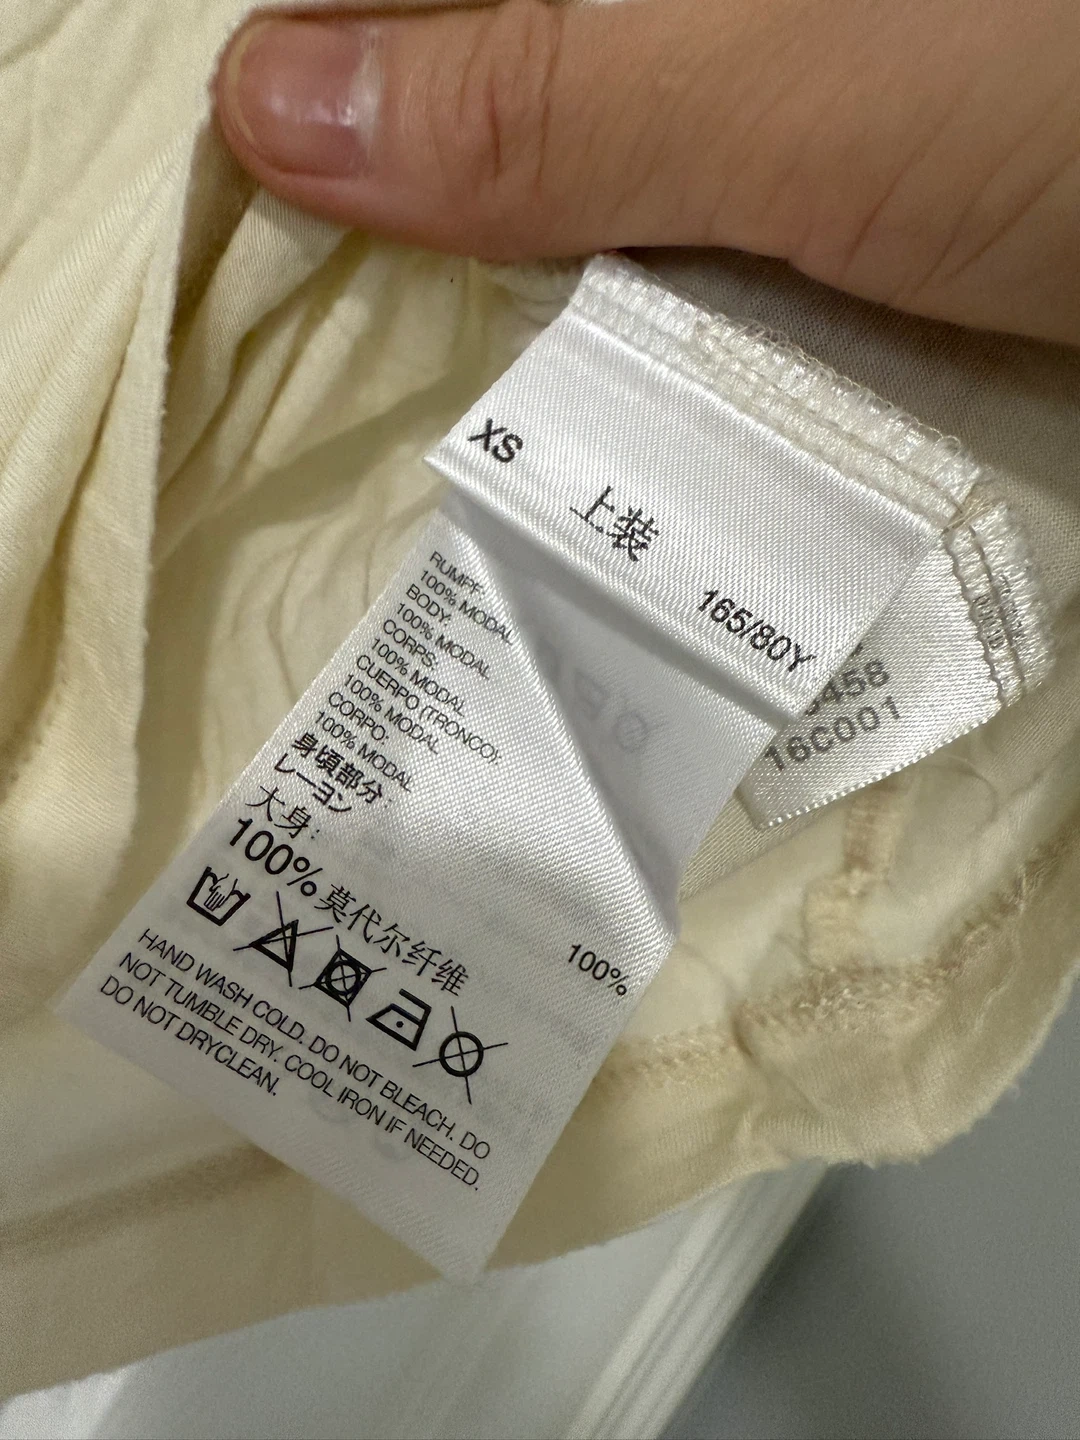 XS
上装
165/80Y
RUMPF:
100% MODAL
BODY:
100% MODAL
CORPS:
100% MODAL
CUERPO (TRONCO):
100% MODAL
CORPO:
100% MODAL
身頃部分:
レーヨン
大身:
100% 莫代尔纤维
100%
HAND WASH COLD. DO NOT BLEACH. DO
NOT TUMBLE DRY. COOL IRON IF NEEDED.
DO NOT DRYCLEAN.
458
16C001